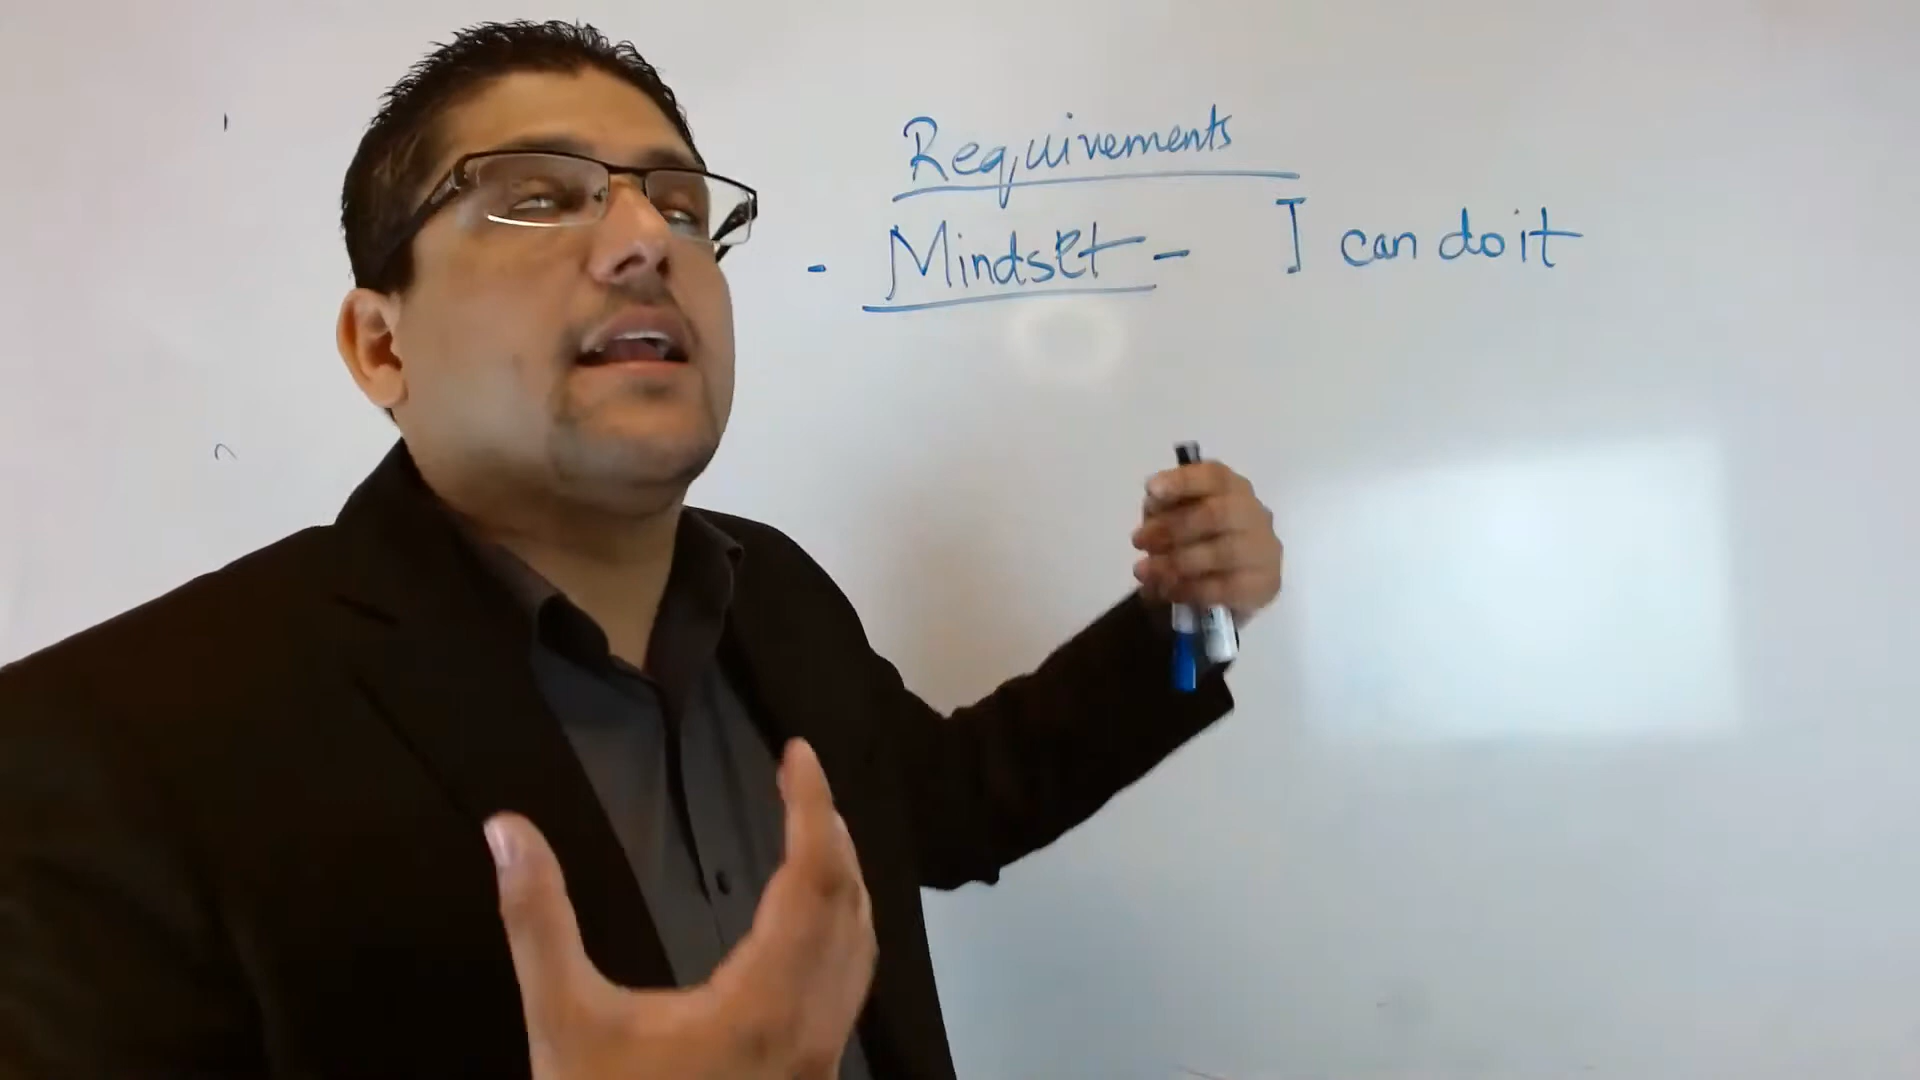 Requirements
- Mindset - I can do it